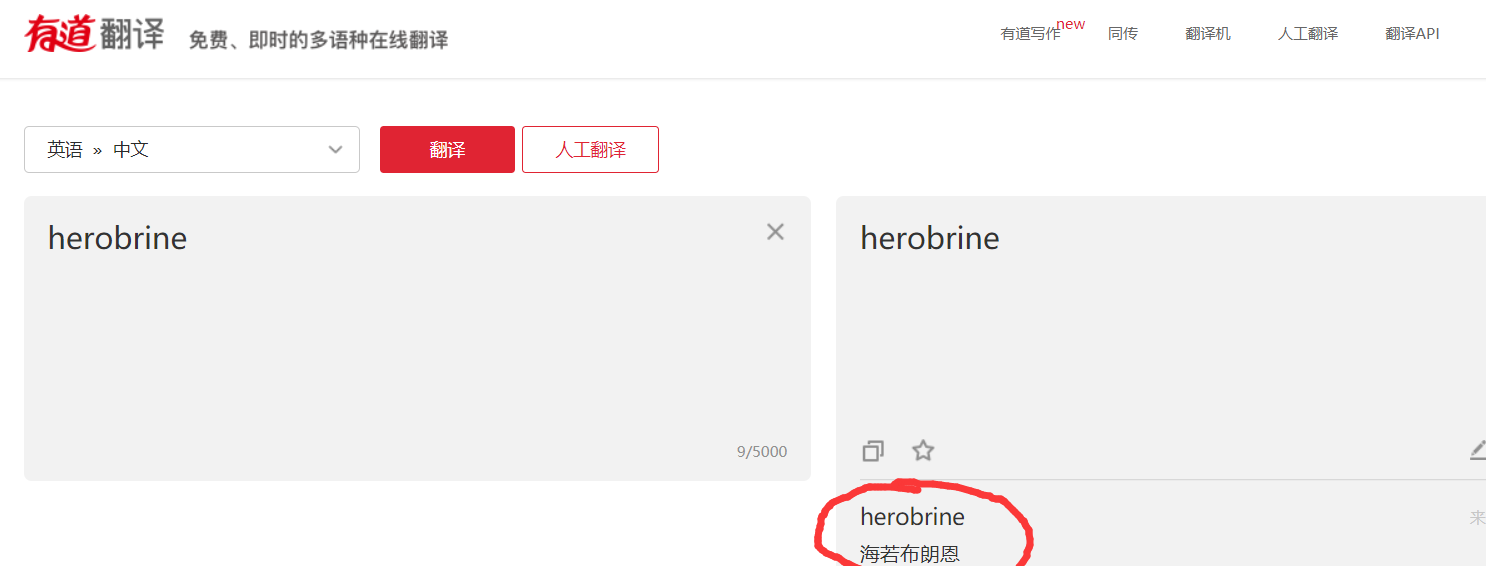 有道翻译 免费、即时的多语种在线翻译
有道写作new 同传 翻译机 人工翻译 翻译API
英语 » 中文 翻译 人工翻译
herobrine
9/5000
herobrine
herobrine
来
海若布朗恩